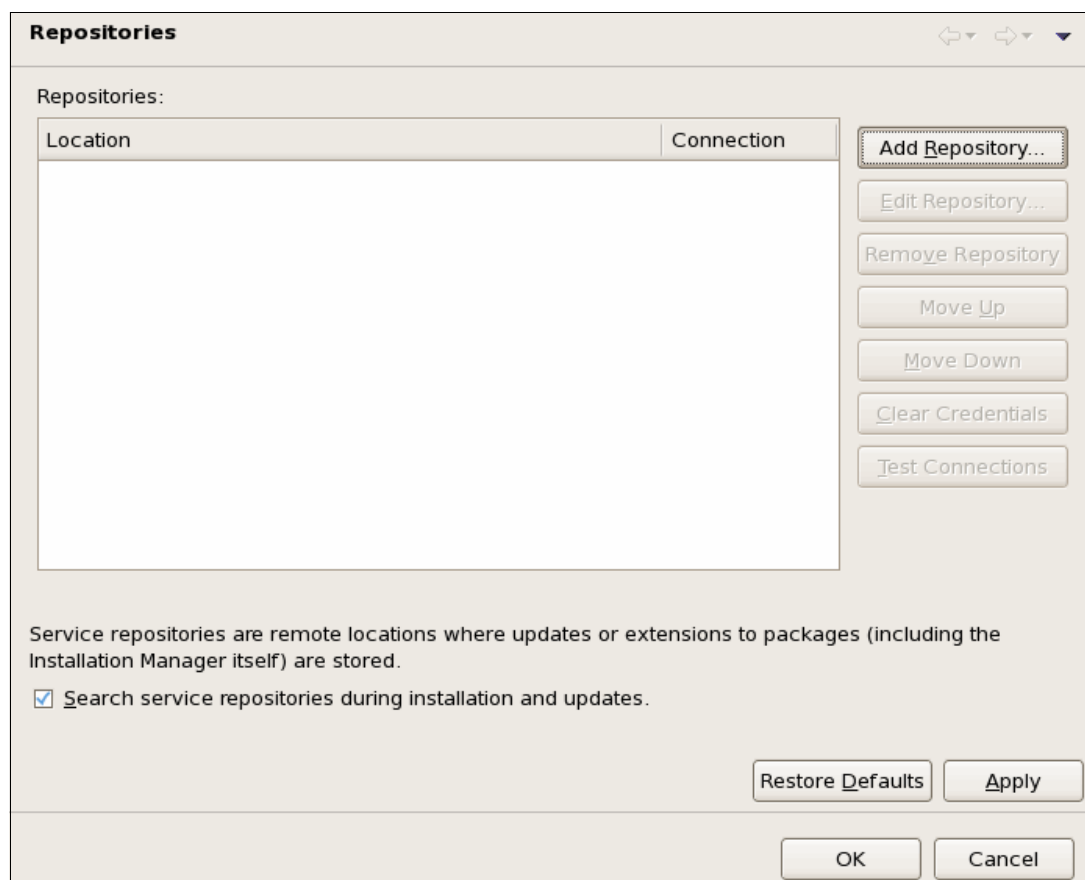 Repositories
Repositories:
Location
Connection
Add Repository...
Edit Repository...
Remove Repository
Move Up
Move Down
Clear Credentials
Test Connections
Service repositories are remote locations where updates or extensions to packages (including the
Installation Manager itself) are stored.
Search service repositories during installation and updates.
Restore Defaults
Apply
OK
Cancel